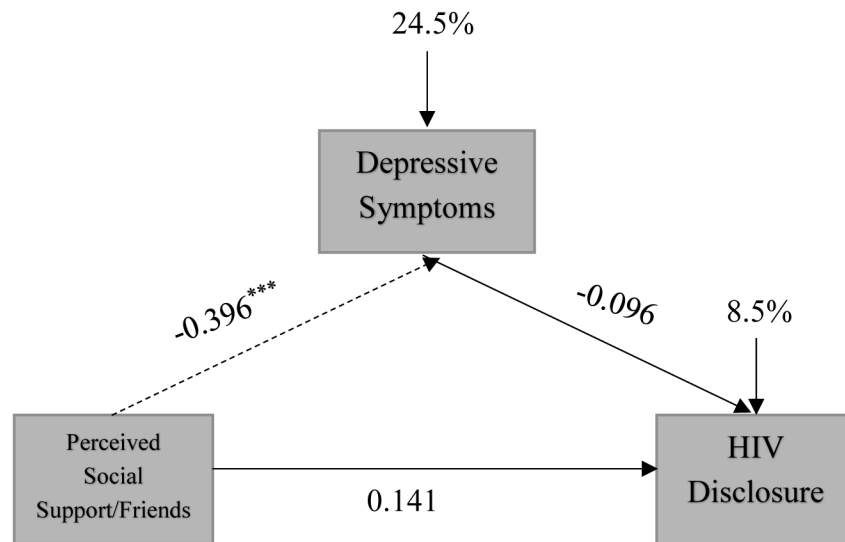 24.5%
Depressive
Symptoms
-0.396***
-0.096
8.5%
Perceived
Social
Support/Friends
0.141
HIV
Disclosure